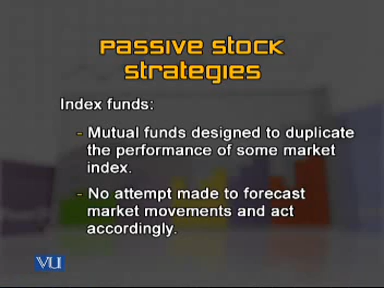 Passive Stock
Strategies
Index funds:
- Mutual funds designed to duplicate
the performance of some market
index.
- No attempt made to forecast
market movements and act
accordingly.
VU